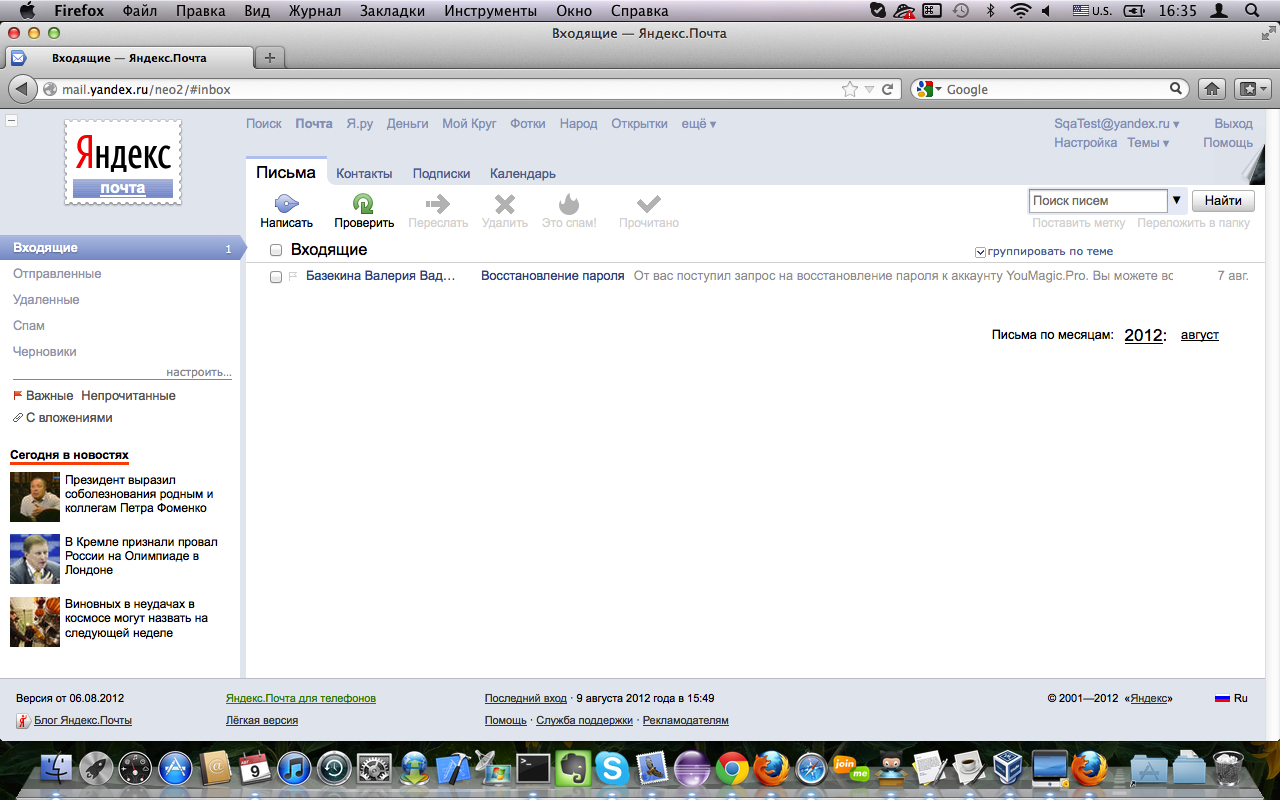 Firefox Файл Правка Вид Журнал Закладки Инструменты Окно Справка U.S. 16:35
Входящие — Яндекс.Почта
Входящие — Яндекс.Почта
mail.yandex.ru/neo2/#inbox Google
Яндекс
почта
Поиск Почта Я.ру Деньги Мой Круг Фотки Народ Открытки ещё ▾ SqaTest@yandex.ru ▾ Выход
Настройка Темы ▾ Помощь
Письма Контакты Подписки Календарь
Написать Проверить Переслать Удалить Это спам! Прочитано
Поиск писем ▼ Найти
Поставить метку Переложить в папку
Входящие 1
Отправленные
Удаленные
Спам
Черновики
настроить...
Важные Непрочитанные
С вложениями
Входящие группировать по теме
Базекина Валерия Вад… Восстановление пароля От вас поступил запрос на восстановление пароля к аккаунту YouMagic.Pro. Вы можете вс 7 авг.
Письма по месяцам: 2012: август
Сегодня в новостях
Президент выразил
соболезнования родным и
коллегам Петра Фоменко
В Кремле признали провал
России на Олимпиаде в
Лондоне
Виновных в неудачах в
космосе могут назвать на
следующей неделе
Версия от 06.08.2012 Яндекс.Почта для телефонов Последний вход · 9 августа 2012 года в 15:49 © 2001—2012 «Яндекс» Ru
Блог Яндекс.Почты Лёгкая версия Помощь · Служба поддержки · Рекламодателям
9
join
me